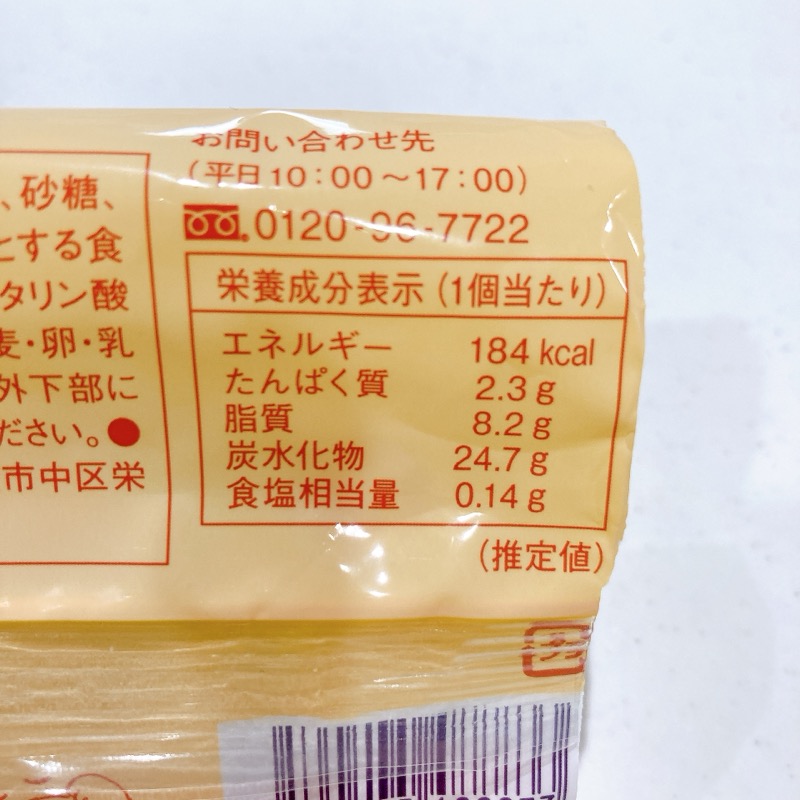 、砂糖、
とする食
タリン酸
麦・卵・乳
外下部に
ださい。●
市中区栄
お問い合わせ先
(平日10:00〜17:00)
0120-96-7722
栄養成分表示(1個当たり)
エネルギー 184 kcal
たんぱく質 2.3 g
脂質 8.2 g
炭水化物 24.7 g
食塩相当量 0.14 g
(推定値)
プラ